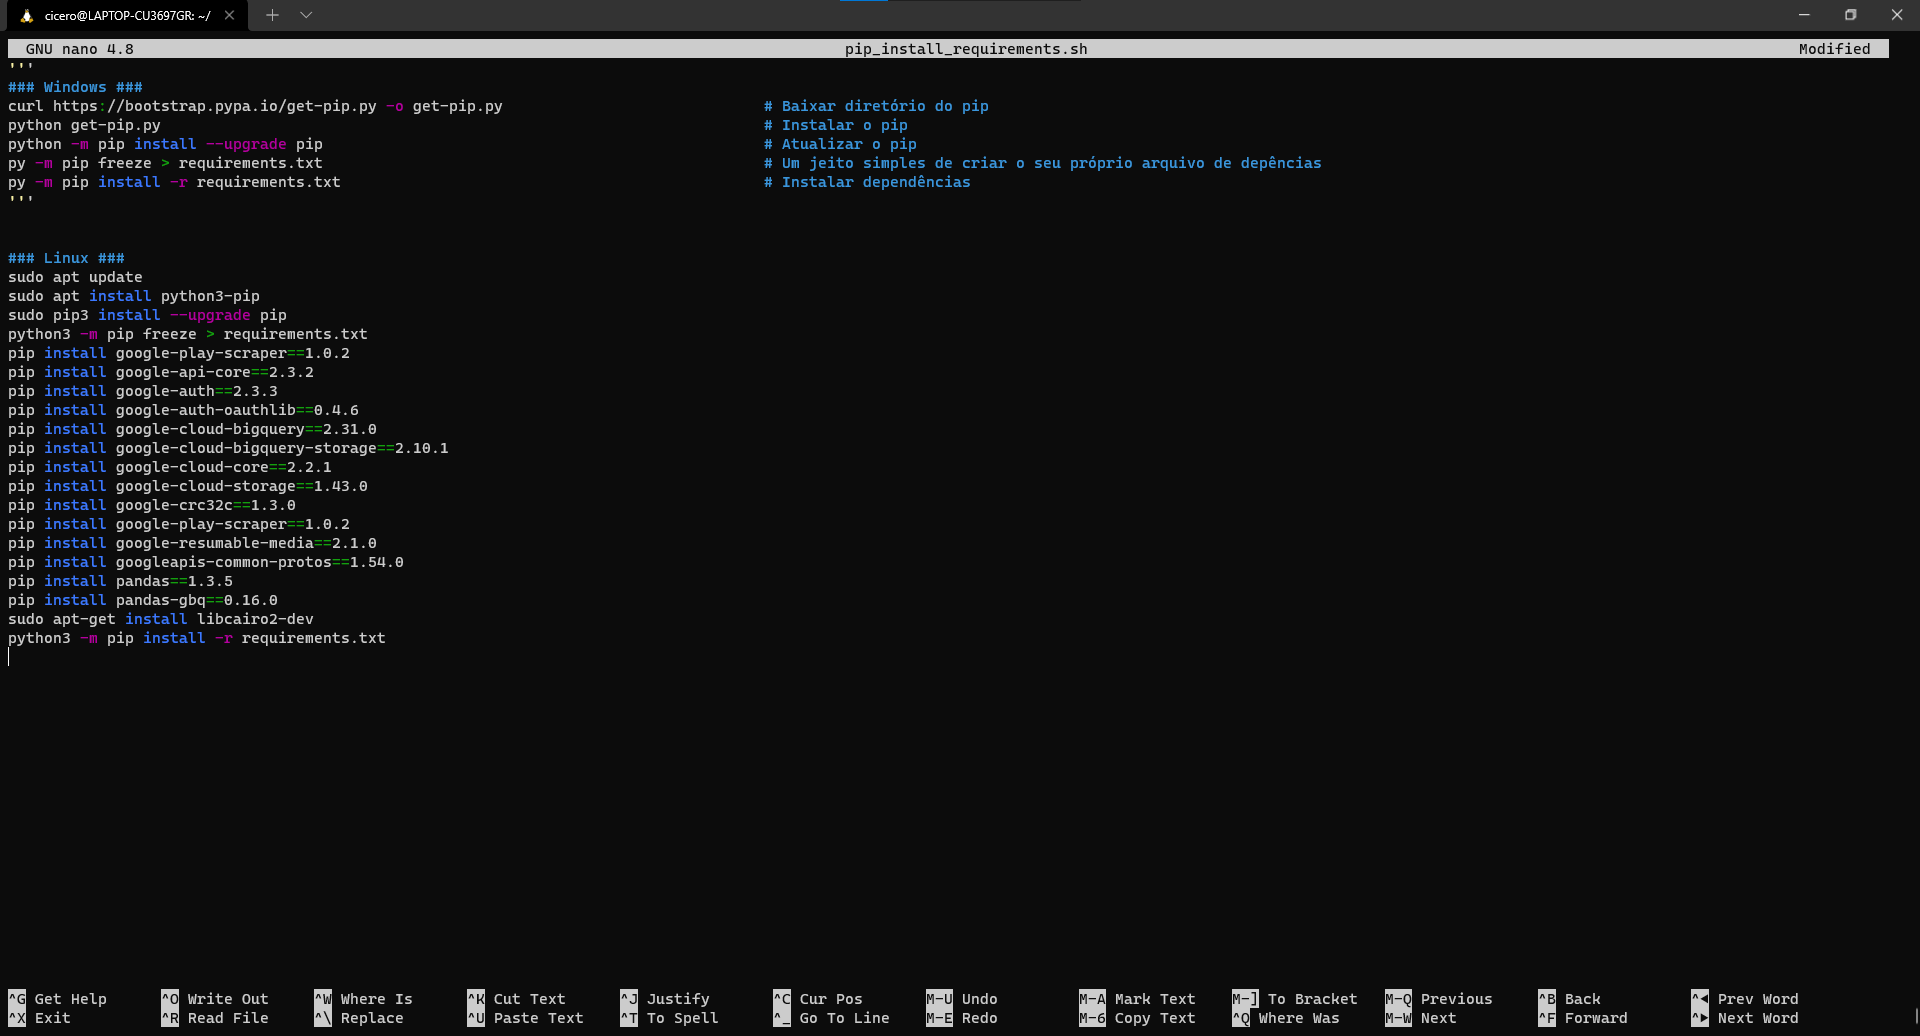 cicero@LAPTOP-CU3697GR: ~/
GNU nano 4.8 pip_install_requirements.sh Modified
'''
### Windows ###
curl https://bootstrap.pypa.io/get-pip.py -o get-pip.py # Baixar diretório do pip
python get-pip.py # Instalar o pip
python -m pip install --upgrade pip # Atualizar o pip
py -m pip freeze > requirements.txt # Um jeito simples de criar o seu próprio arquivo de depências
py -m pip install -r requirements.txt # Instalar dependências
'''
### Linux ###
sudo apt update
sudo apt install python3-pip
sudo pip3 install --upgrade pip
python3 -m pip freeze > requirements.txt
pip install google-play-scraper==1.0.2
pip install google-api-core==2.3.2
pip install google-auth==2.3.3
pip install google-auth-oauthlib==0.4.6
pip install google-cloud-bigquery==2.31.0
pip install google-cloud-bigquery-storage==2.10.1
pip install google-cloud-core==2.2.1
pip install google-cloud-storage==1.43.0
pip install google-crc32c==1.3.0
pip install google-play-scraper==1.0.2
pip install google-resumable-media==2.1.0
pip install googleapis-common-protos==1.54.0
pip install pandas==1.3.5
pip install pandas-gbq==0.16.0
sudo apt-get install libcairo2-dev
python3 -m pip install -r requirements.txt
^G Get Help ^O Write Out ^W Where Is ^K Cut Text ^J Justify ^C Cur Pos M-U Undo M-A Mark Text M-] To Bracket M-Q Previous ^B Back ^◄ Prev Word
^X Exit ^R Read File ^\ Replace ^U Paste Text ^T To Spell ^_ Go To Line M-E Redo M-6 Copy Text ^Q Where Was M-W Next ^F Forward ^► Next Word